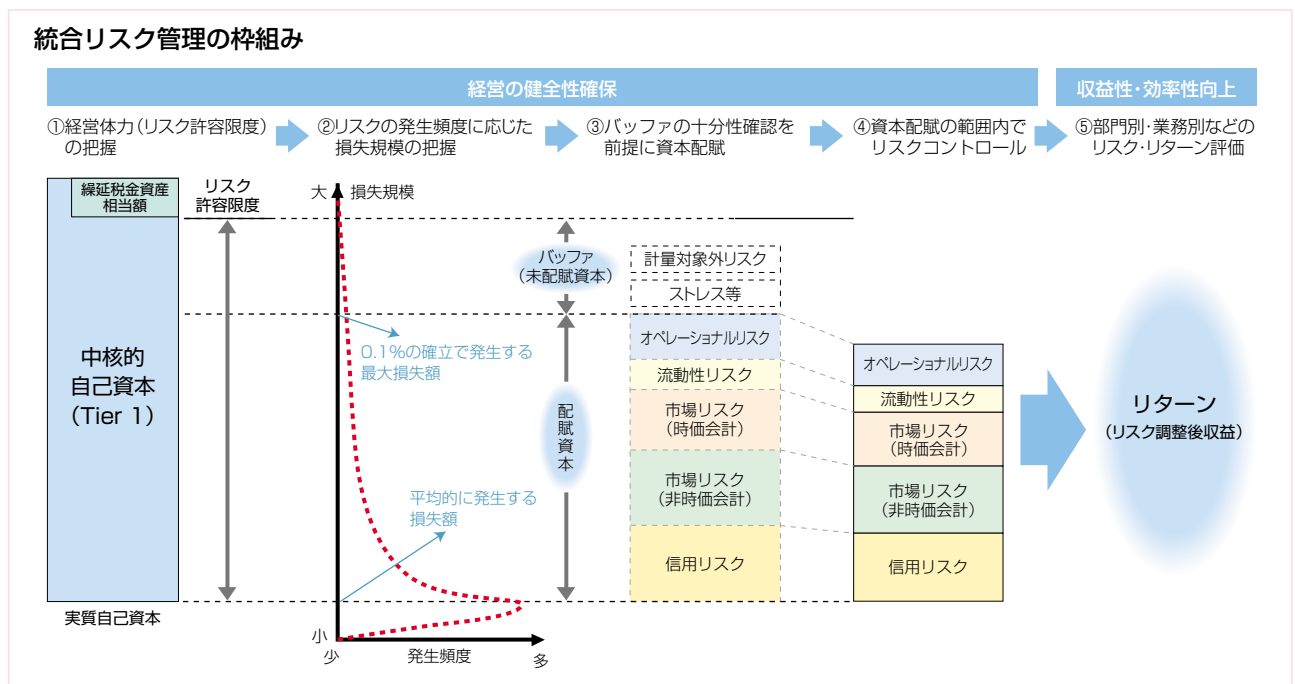 統合リスク管理の枠組み
経営の健全性確保
収益性・効率性向上
①経営体力（リスク許容限度）
の把握
②リスクの発生頻度に応じた
損失規模の把握
③バッファの十分性確認を
前提に資本配賦
④資本配賦の範囲内で
リスクコントロール
⑤部門別・業務別などの
リスク・リターン評価
繰延税金資産
相当額
中核的
自己資本
（Tier 1）
実質自己資本
リスク
許容限度
大
損失規模
0.1%の確立で発生する
最大損失額
平均的に発生する
損失額
小
少
発生頻度
多
バッファ
（未配賦資本）
配賦資本
計量対象外リスク
ストレス等
オペレーショナルリスク
流動性リスク
市場リスク
（時価会計）
市場リスク
（非時価会計）
信用リスク
オペレーショナルリスク
流動性リスク
市場リスク
（時価会計）
市場リスク
（非時価会計）
信用リスク
リターン
（リスク調整後収益）